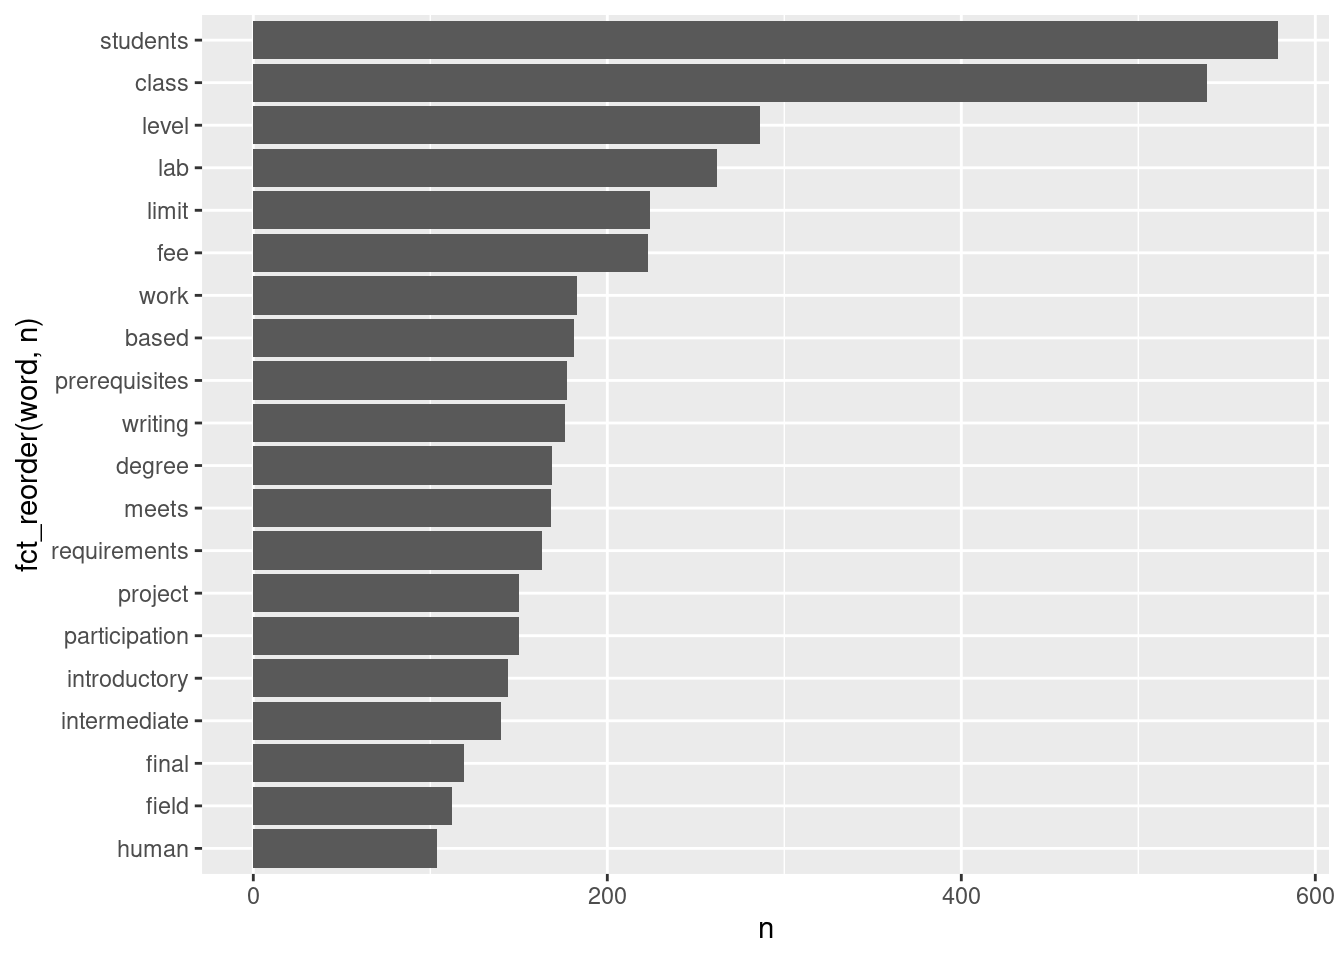 students
class
level
lab
limit
fee
work
based
prerequisites
writing
degree
meets
requirements
project
participation
introductory
intermediate
final
field
human
fct_reorder(word, n)
0 200 400 600
n